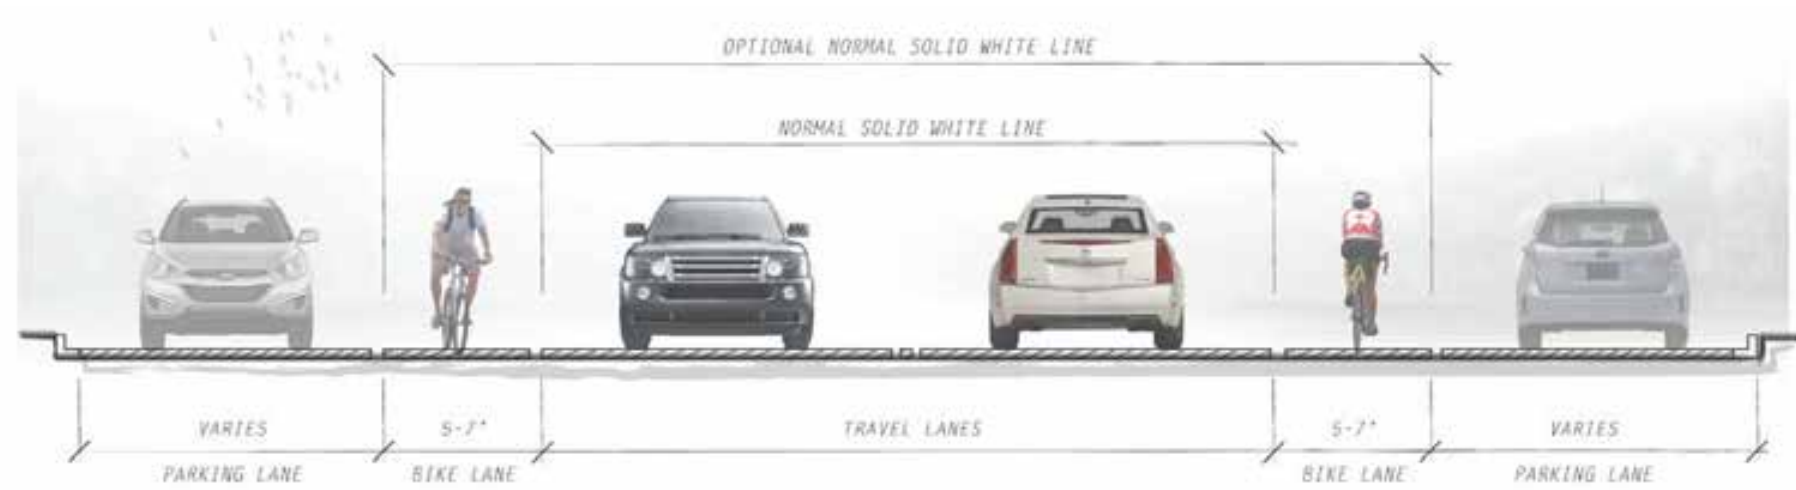 OPTIONAL NORMAL SOLID WHITE LINE
NORMAL SOLID WHITE LINE
VARIES
5-7'
TRAVEL LANES
5-7'
VARIES
PARKING LANE
BIKE LANE
BIKE LANE
PARKING LANE